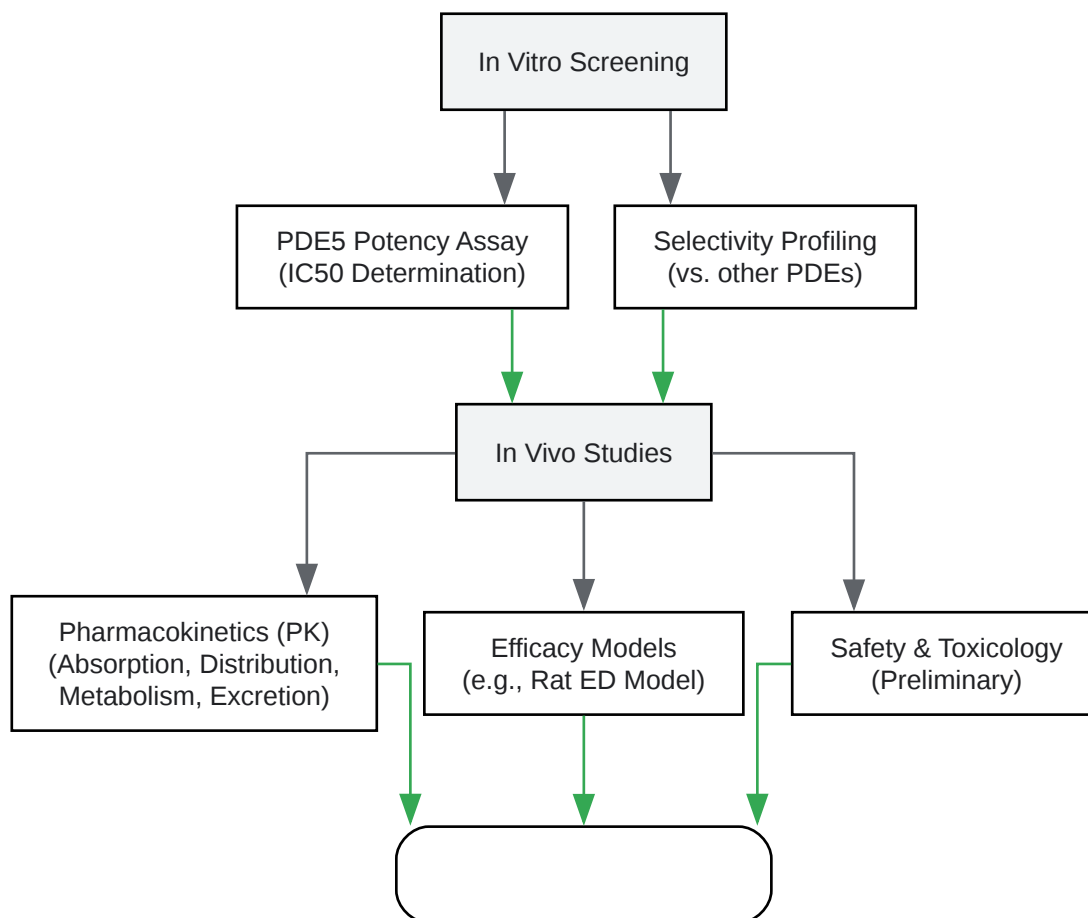 In Vitro Screening
PDE5 Potency Assay
(IC50 Determination)
Selectivity Profiling
(vs. other PDEs)
In Vivo Studies
Pharmacokinetics (PK)
(Absorption, Distribution,
Metabolism, Excretion)
Efficacy Models
(e.g., Rat ED Model)
Safety & Toxicology
(Preliminary)